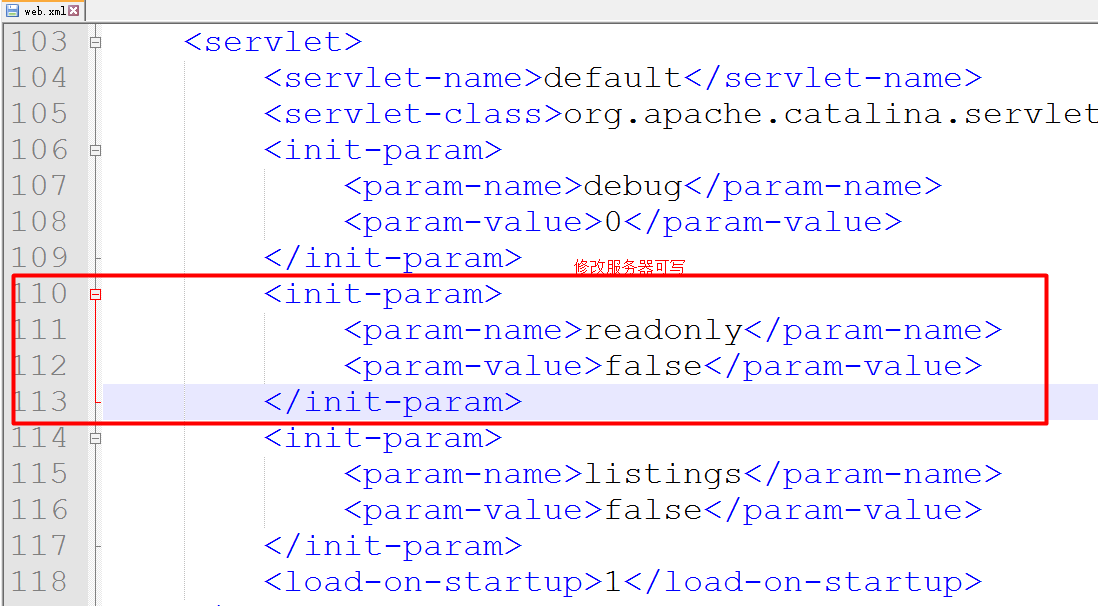 web.xml
103 <servlet>
104 <servlet-name>default</servlet-name>
105 <servlet-class>org.apache.catalina.servlet
106 <init-param>
107 <param-name>debug</param-name>
108 <param-value>0</param-value>
109 </init-param>
修改服务器可写
110 <init-param>
111 <param-name>readonly</param-name>
112 <param-value>false</param-value>
113 </init-param>
114 <init-param>
115 <param-name>listings</param-name>
116 <param-value>false</param-value>
117 </init-param>
118 <load-on-startup>1</load-on-startup>